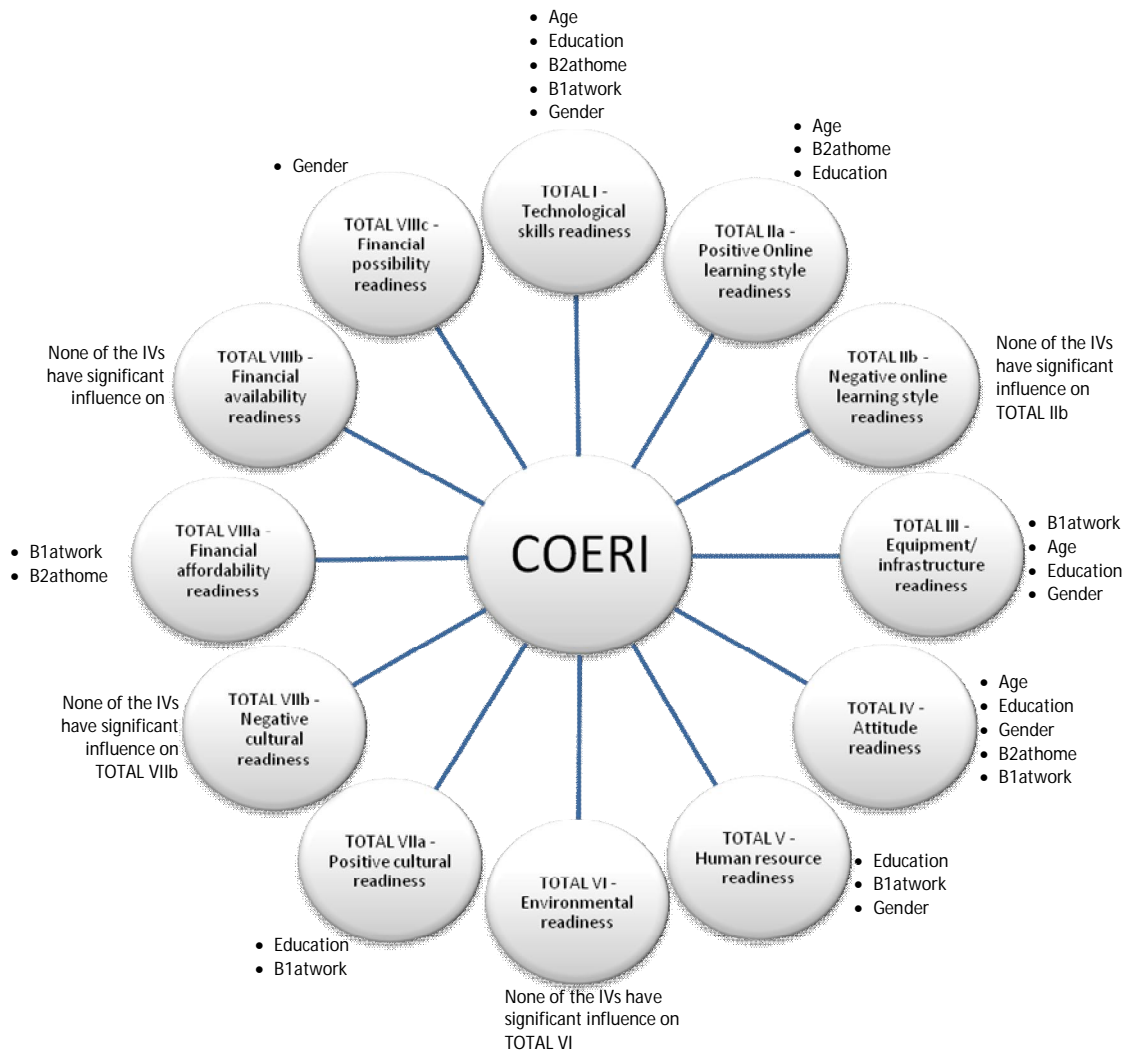 • Age
• Education
• B2athome
• B1atwork
• Gender
TOTAL I -
Technological
skills readiness
• Age
• B2athome
• Education
TOTAL IIa -
Positive Online
learning style
readiness
None of the IVs
have significant
influence on
TOTAL IIb
TOTAL IIb -
Negative online
learning style
readiness
TOTAL III -
Equipment/
infrastructure
readiness
• B1atwork
• Age
• Education
• Gender
TOTAL IV -
Attitude
readiness
• Age
• Education
• Gender
• B2athome
• B1atwork
TOTAL V -
Human resource
readiness
• Education
• B1atwork
• Gender
TOTAL VI -
Environmental
readiness
None of the IVs have
significant influence on
TOTAL VI
TOTAL VIIa -
Positive cultural
readiness
• Education
• B1atwork
TOTAL VIIb -
Negative
cultural
readiness
None of the IVs
have significant
influence on
TOTAL VIIb
TOTAL VIIIa -
Financial
affordability
readiness
• B1atwork
• B2athome
TOTAL VIIIb -
Financial
availability
readiness
None of the IVs
have significant
influence on
TOTAL VIIIc -
Financial
possibility
readiness
• Gender
COERI